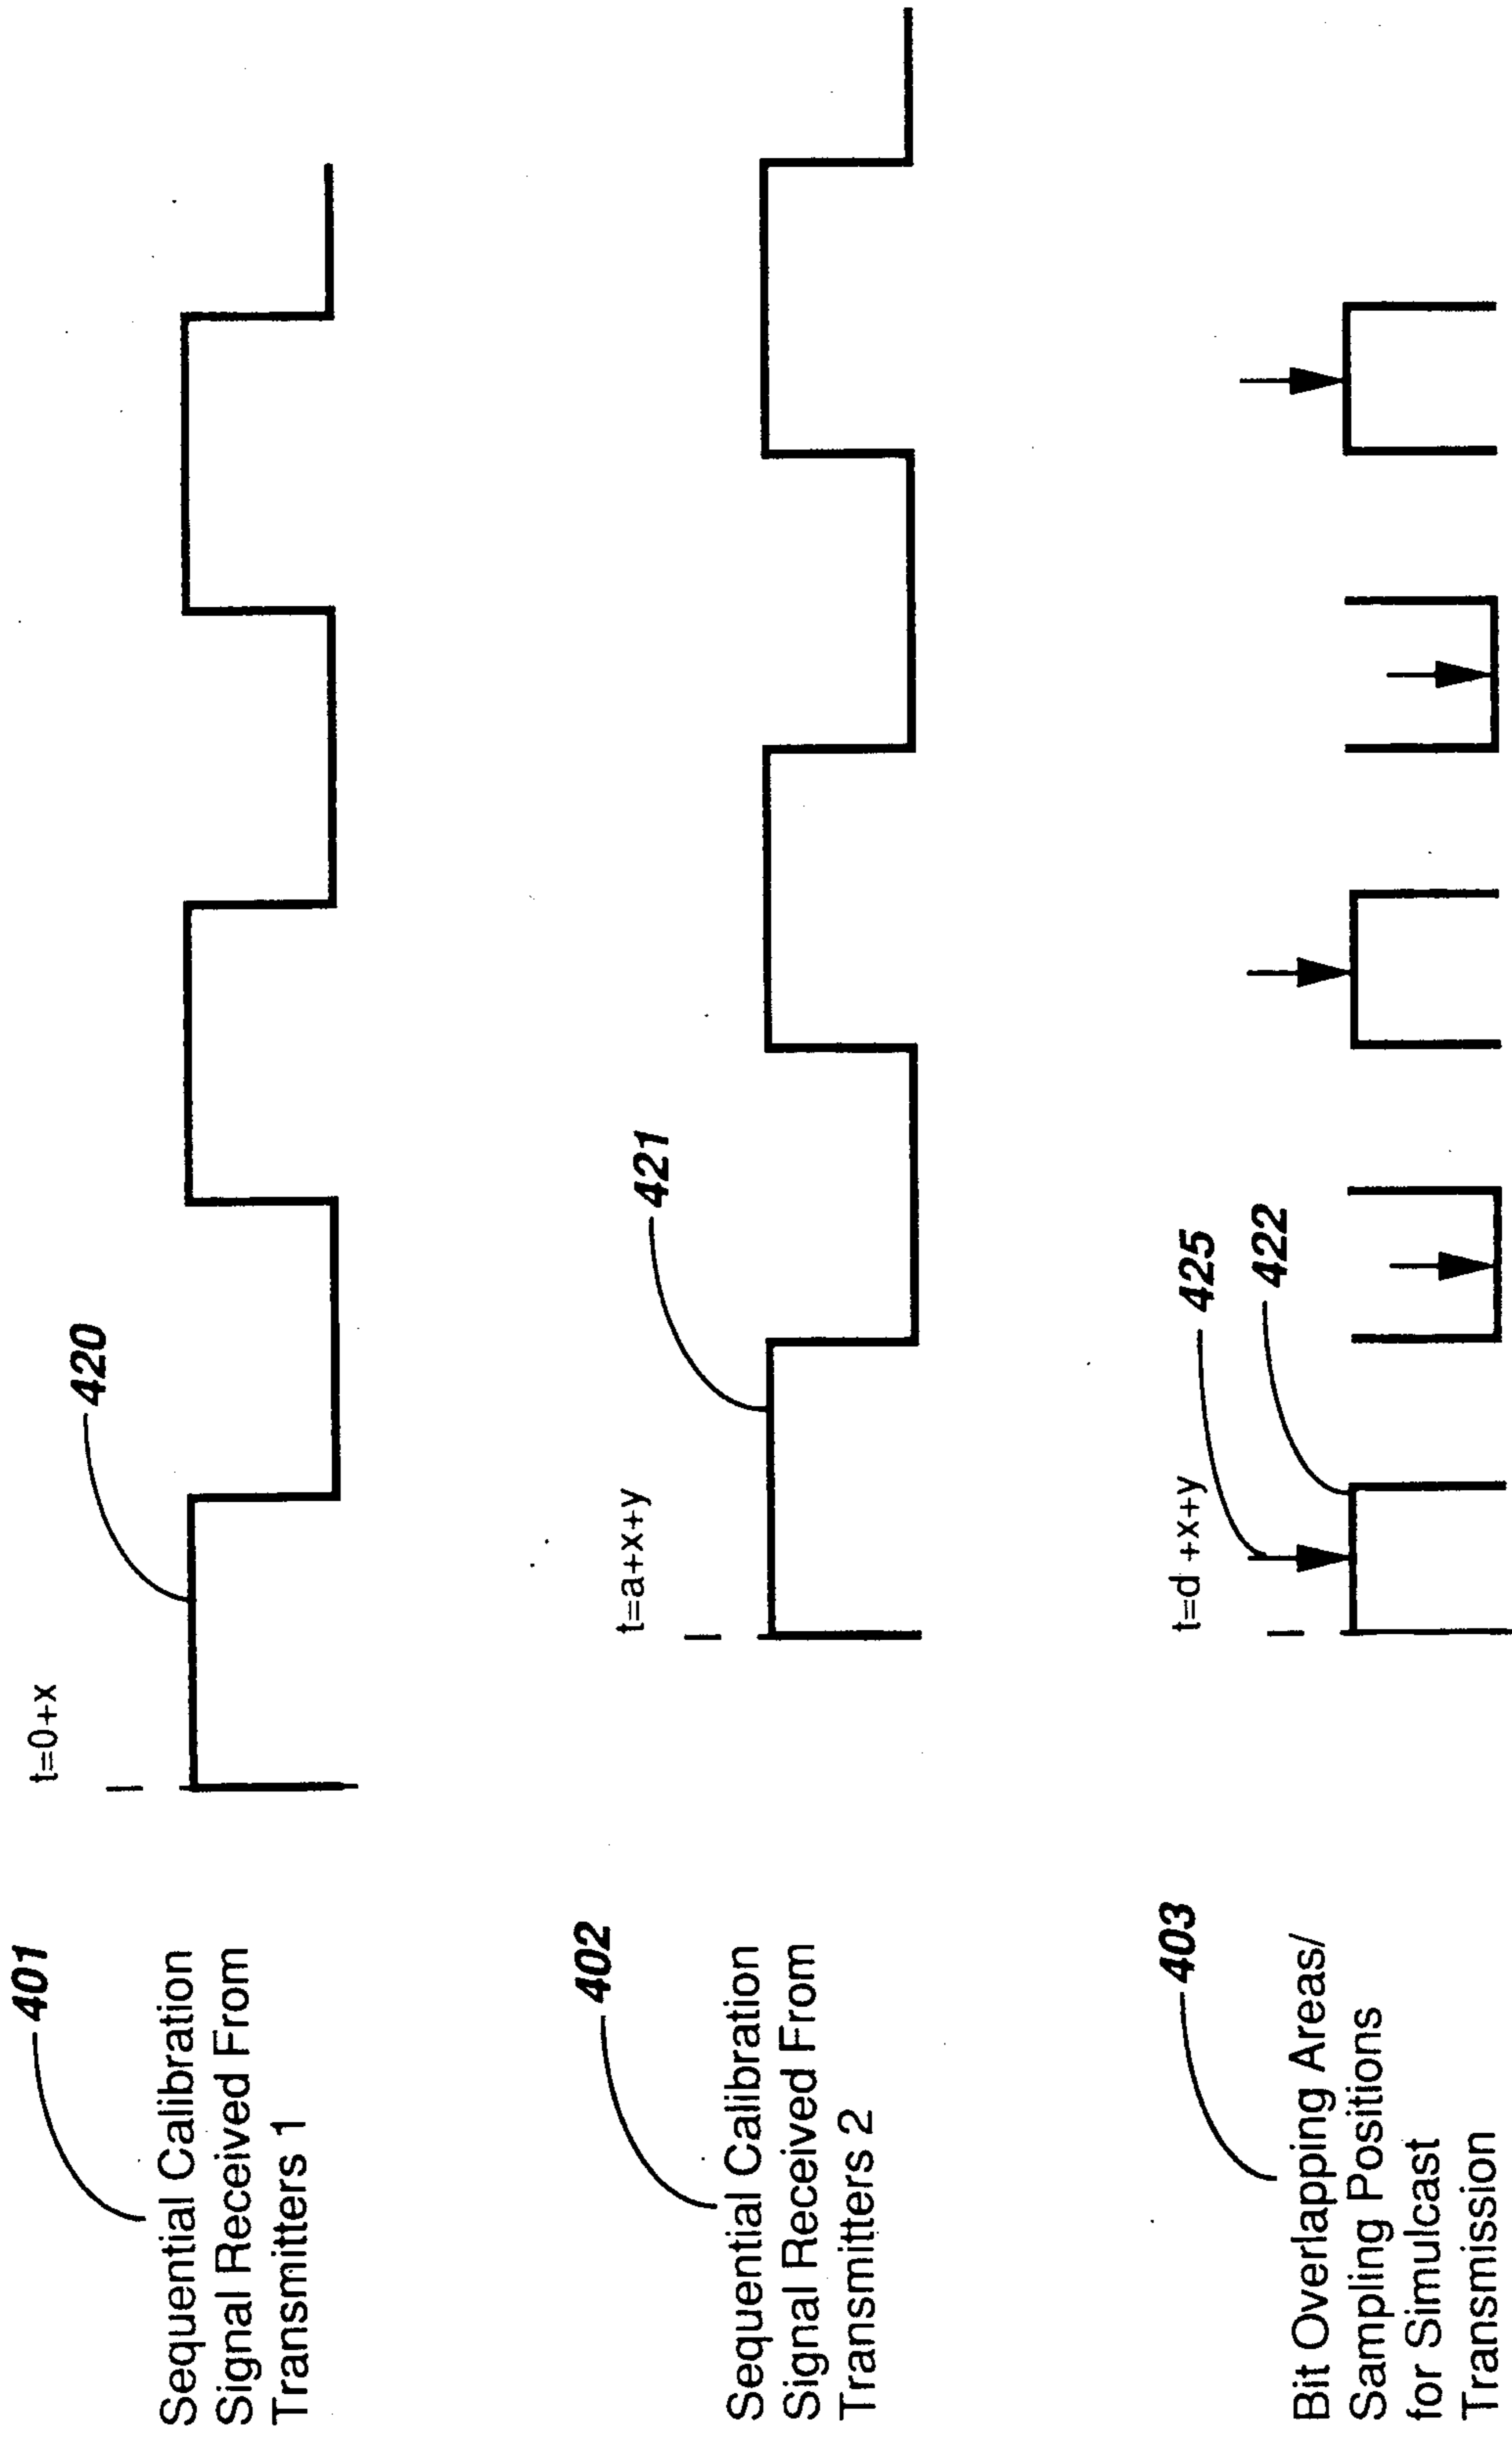 401
Sequential Calibration
Signal Received From
Transmitters 1
t=0+x
420
402
Sequential Calibration
Signal Received From
Transmitters 2
t=a+x+y
421
403
Bit Overlapping Areas/
Sampling Positions
for Simulcast
Transmission
t=d +x+y
425
422